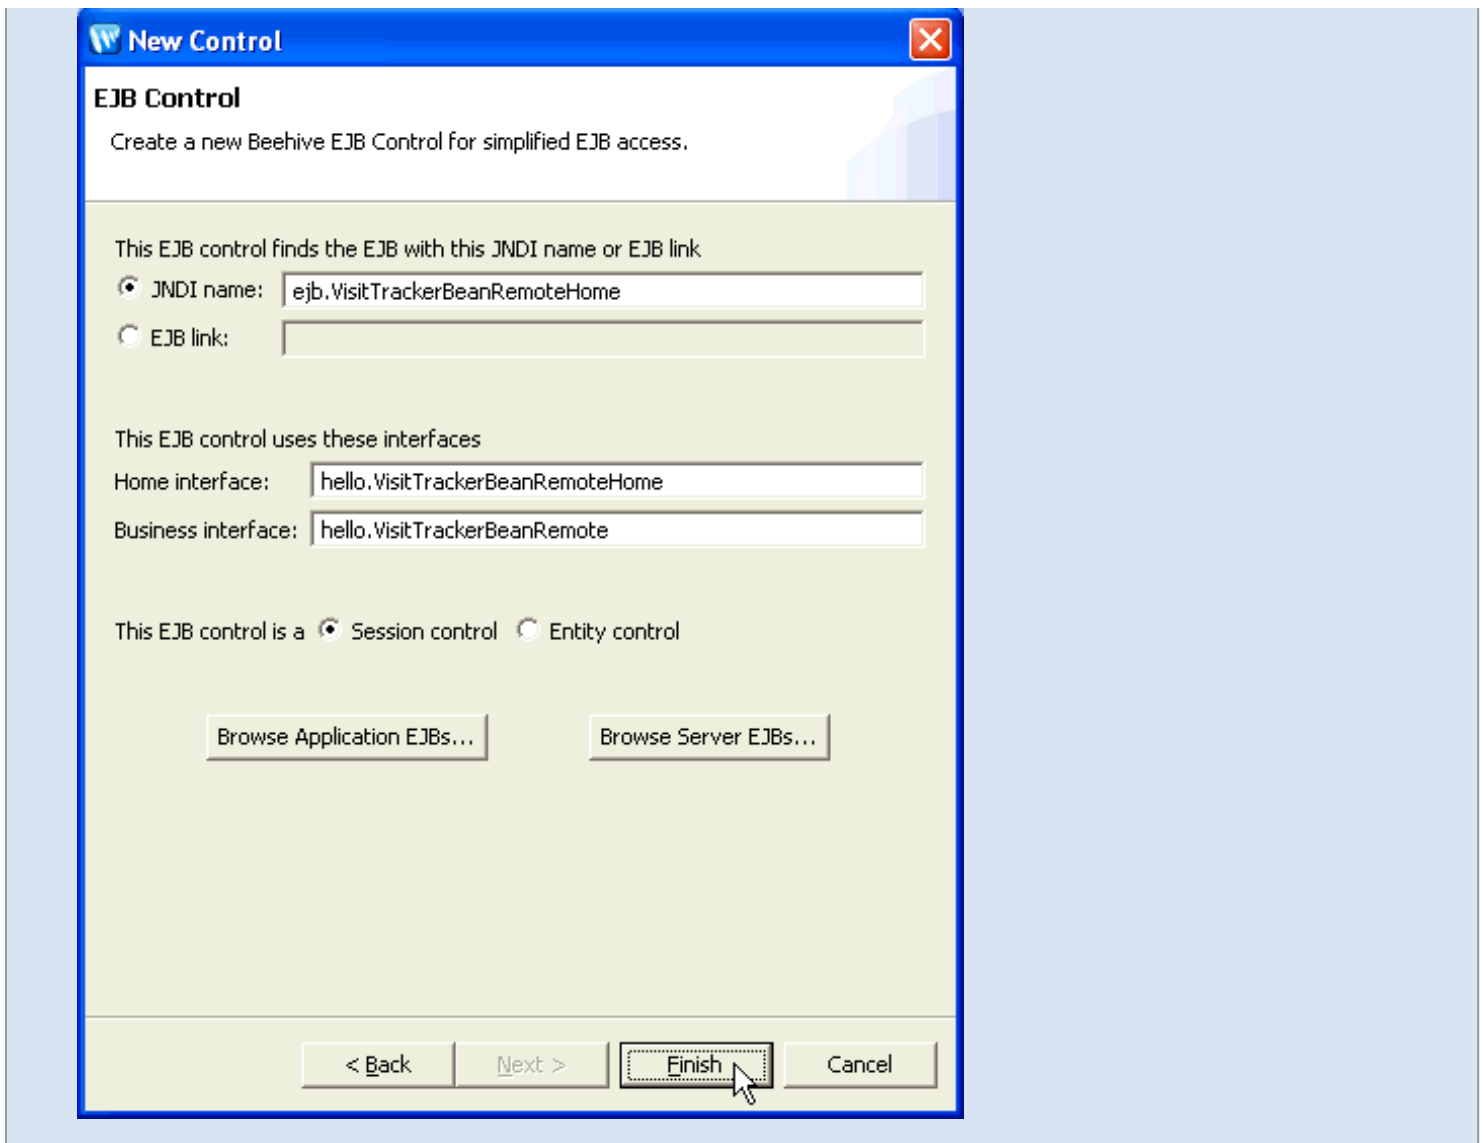 New Control
EJB Control
Create a new Beehive EJB Control for simplified EJB access.
This EJB control finds the EJB with this JNDI name or EJB link
JNDI name: ejb.VisitTrackerBeanRemoteHome
EJB link:
This EJB control uses these interfaces
Home interface: hello.VisitTrackerBeanRemoteHome
Business interface: hello.VisitTrackerBeanRemote
This EJB control is a Session control Entity control
Browse Application EJBs... Browse Server EJBs...
< Back Next > Finish Cancel